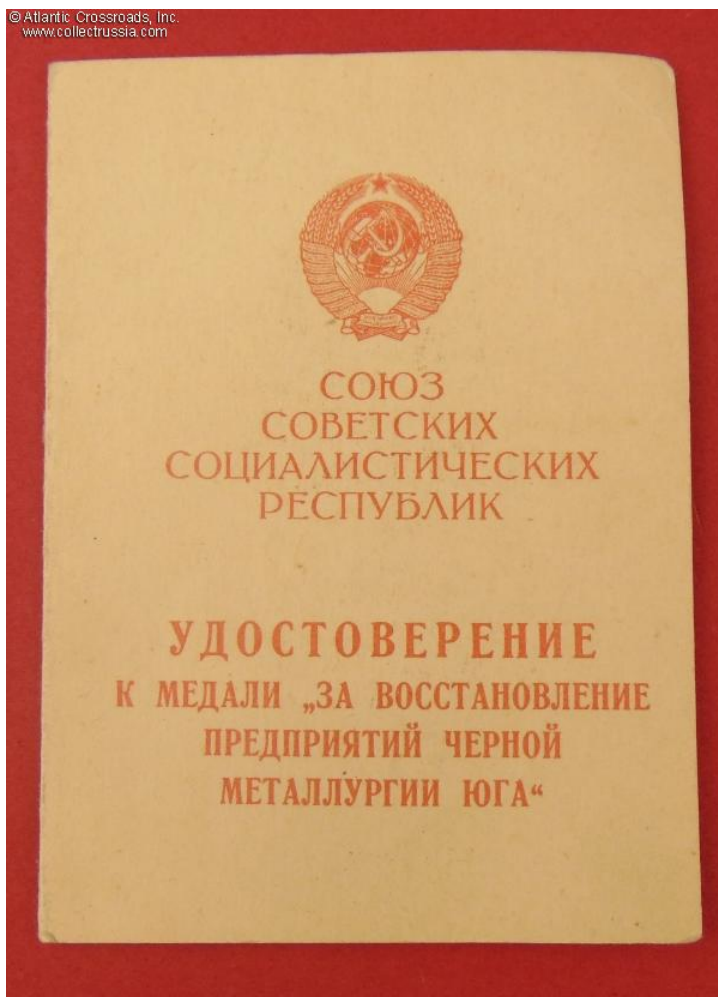 © Atlantic Crossroads, Inc.
www.collectrussia.com
СОЮЗ
СОВЕТСКИХ
СОЦИАЛИСТИЧЕСКИХ
РЕСПУБЛИК
УДОСТОВЕРЕНИЕ
К МЕДАЛИ „ЗА ВОССТАНОВЛЕНИЕ
ПРЕДПРИЯТИЙ ЧЕРНОЙ
МЕТАЛЛУРГИИ ЮГА“